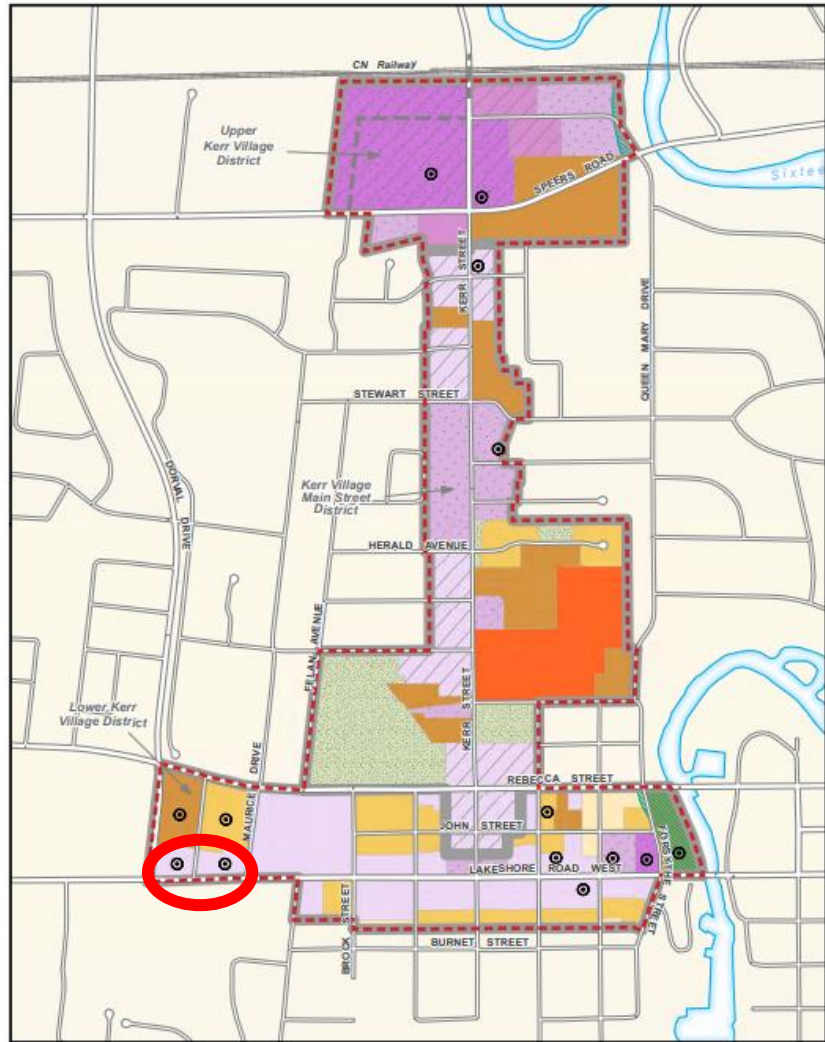 CN Railway
Upper
Kerr Village
District
SPEERS ROAD
Sixtee
KERR STREET
QUEEN MARY DRIVE
STEWART STREET
DORVAL DRIVE
Kerr Village
Main Street
District
HERALD AVENUE
FELAN AVENUE
Lower Kerr
Village District
KERR STREET
MAURICE DRIVE
REBECCA STREET
JOHN STREET
FORSYTHE STREET
LAKESHORE ROAD WEST
BROCK STREET
BURNET STREET